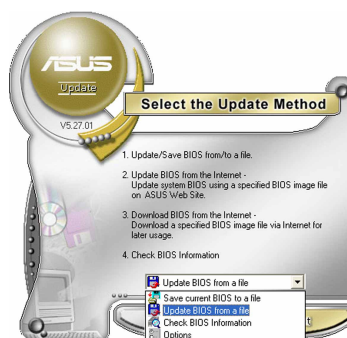 ASUS
Update
V5.27.01
Select the Update Method
1. Update/Save BIOS from/to a file.
2. Update BIOS from the Internet -
Update system BIOS using a specified BIOS image file
on ASUS Web Site.
3. Download BIOS from the Internet -
Download a specified BIOS image file via Internet for
later usage.
4. Check BIOS Information
Update BIOS from a file
Save current BIOS to a file
Update BIOS from a file
Check BIOS Information
Options